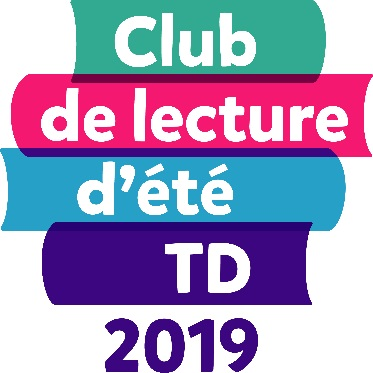 Club
de lecture
d'été
TD
2019